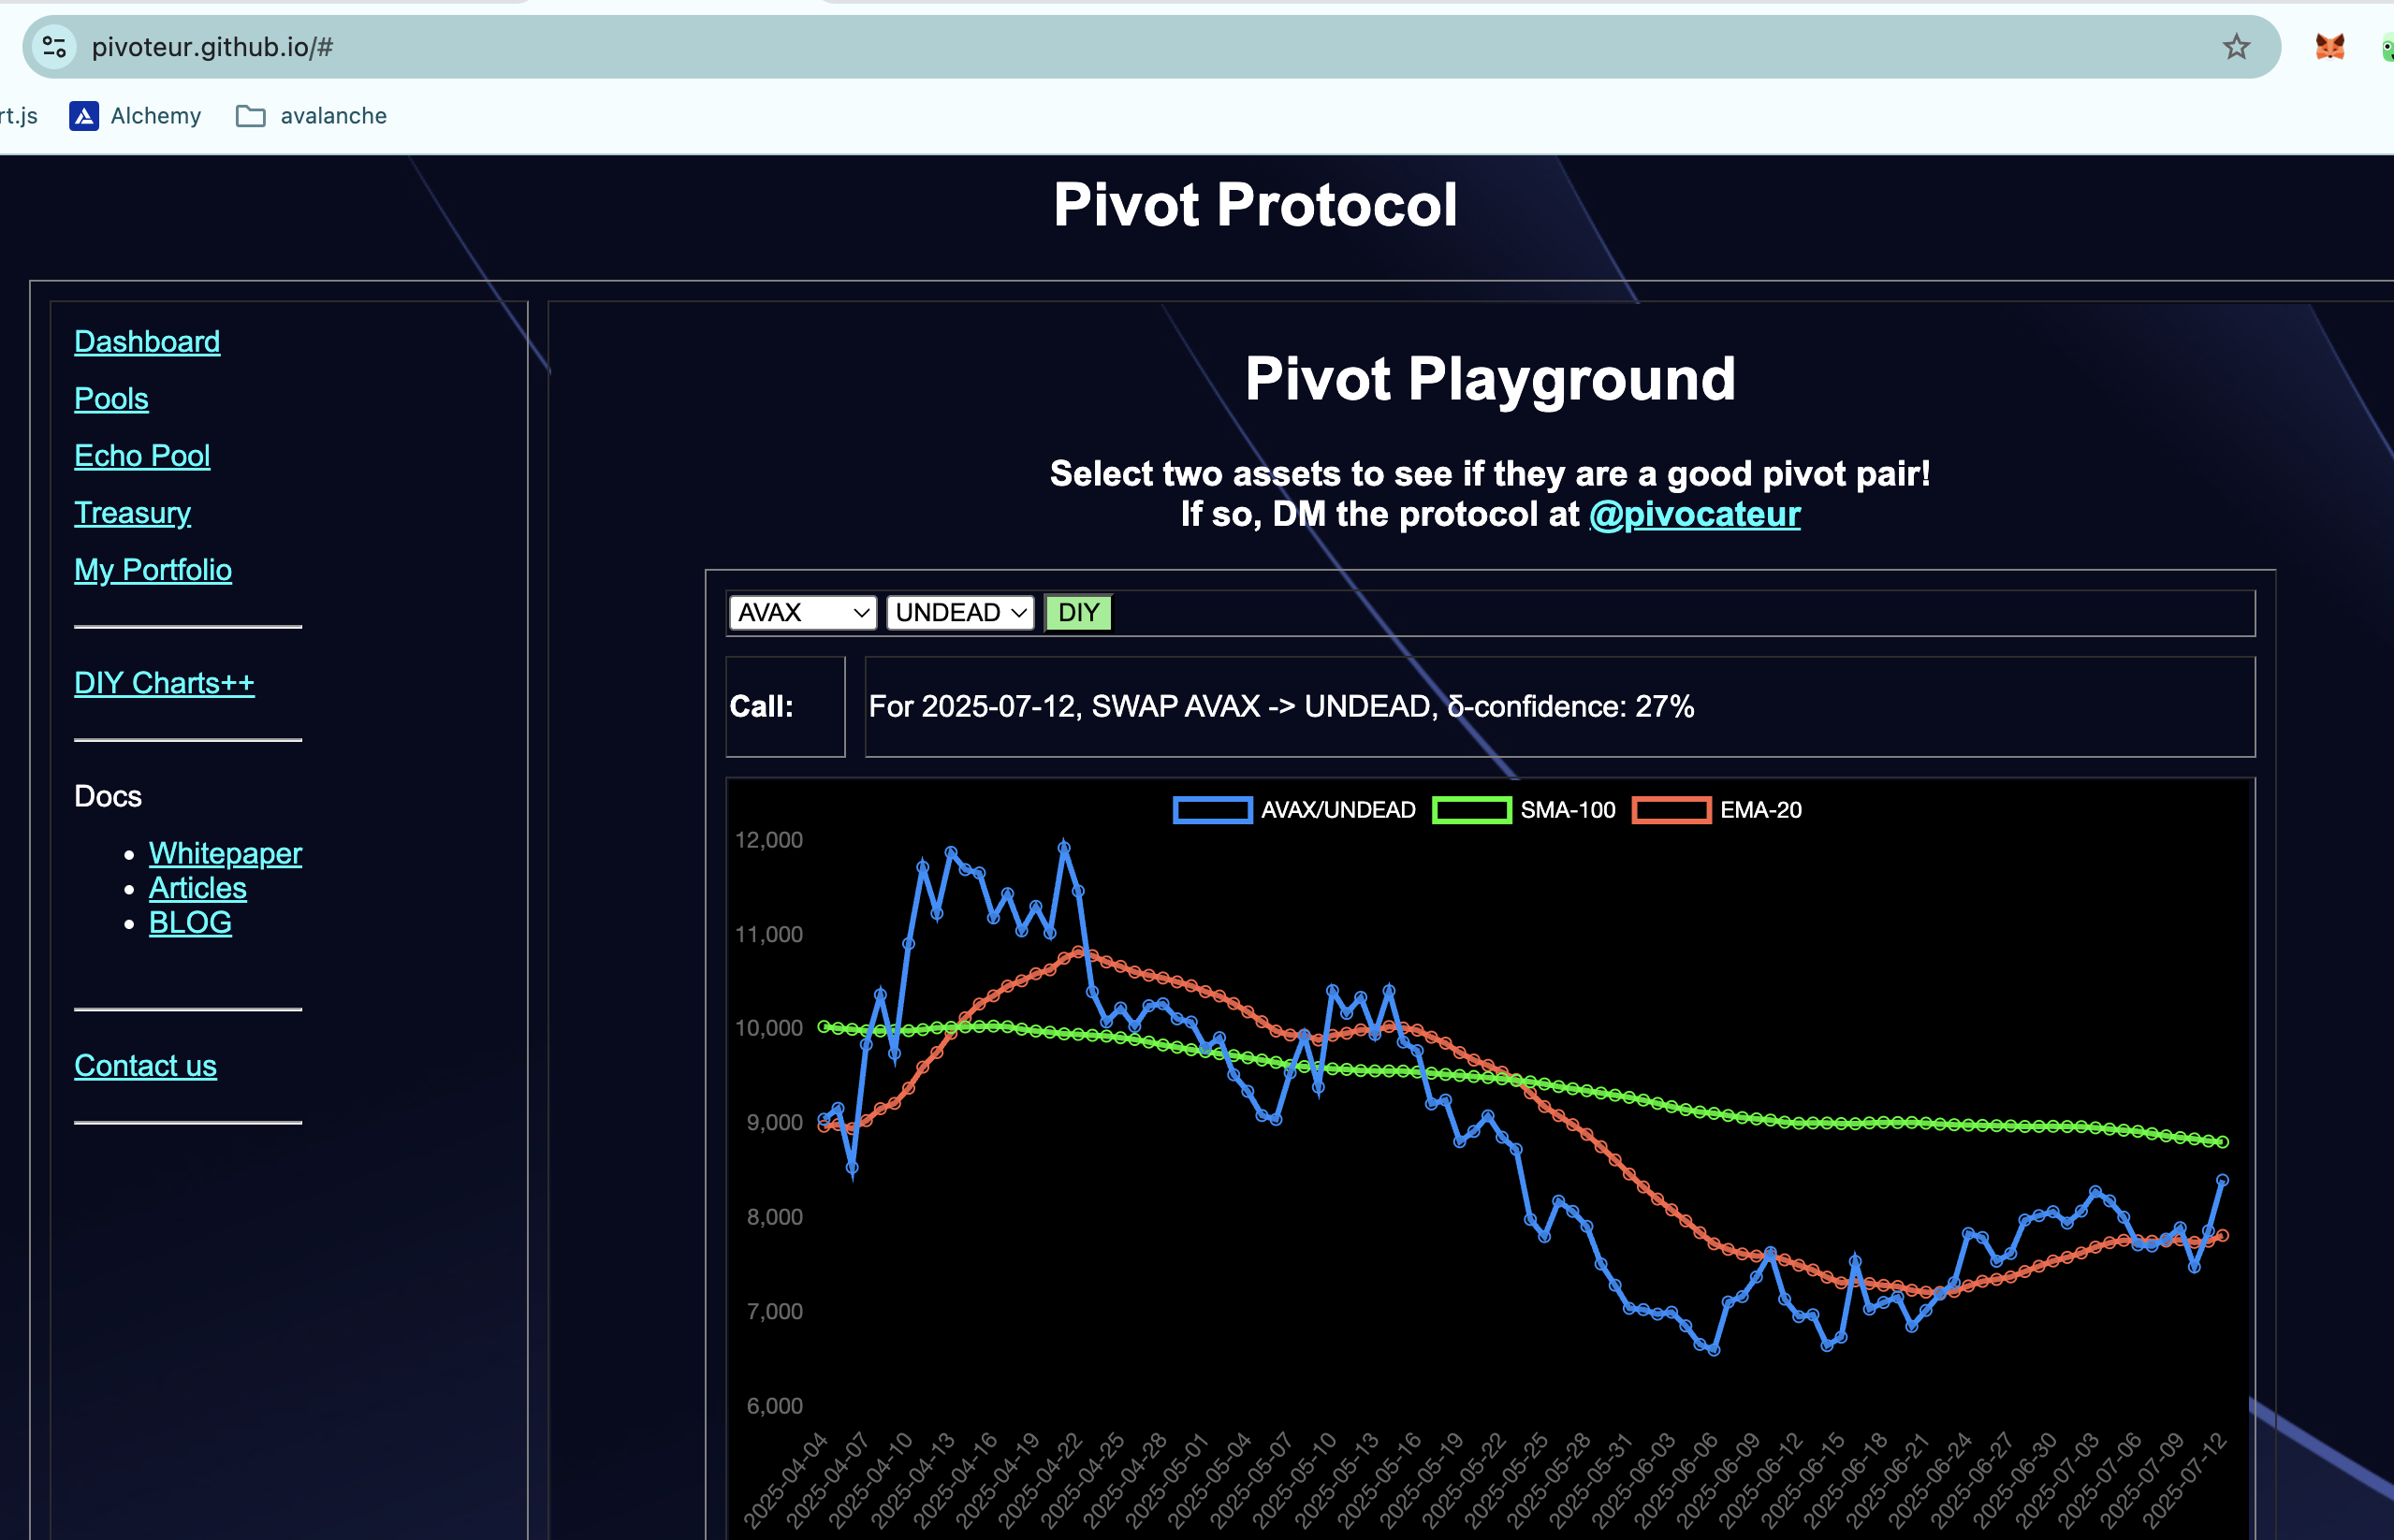 pivoteur.github.io/#
rt.js Alchemy avalanche
Pivot Protocol
Dashboard
Pools
Echo Pool
Treasury
My Portfolio
DIY Charts++
Docs
Whitepaper
Articles
BLOG
Contact us
Pivot Playground
Select two assets to see if they are a good pivot pair!
If so, DM the protocol at @pivocateur
AVAX UNDEAD DIY
Call: For 2025-07-12, SWAP AVAX -> UNDEAD, δ-confidence: 27%
AVAX/UNDEAD SMA-100 EMA-20
12,000
11,000
10,000
9,000
8,000
7,000
6,000
2025-04-04 2025-04-07 2025-04-10 2025-04-13 2025-04-16 2025-04-19 2025-04-22 2025-04-25 2025-04-28 2025-05-01 2025-05-04 2025-05-07 2025-05-10 2025-05-13 2025-05-16 2025-05-19 2025-05-22 2025-05-25 2025-05-28 2025-05-31 2025-06-03 2025-06-06 2025-06-09 2025-06-12 2025-06-15 2025-06-18 2025-06-21 2025-06-24 2025-06-27 2025-06-30 2025-07-03 2025-07-06 2025-07-09 2025-07-12